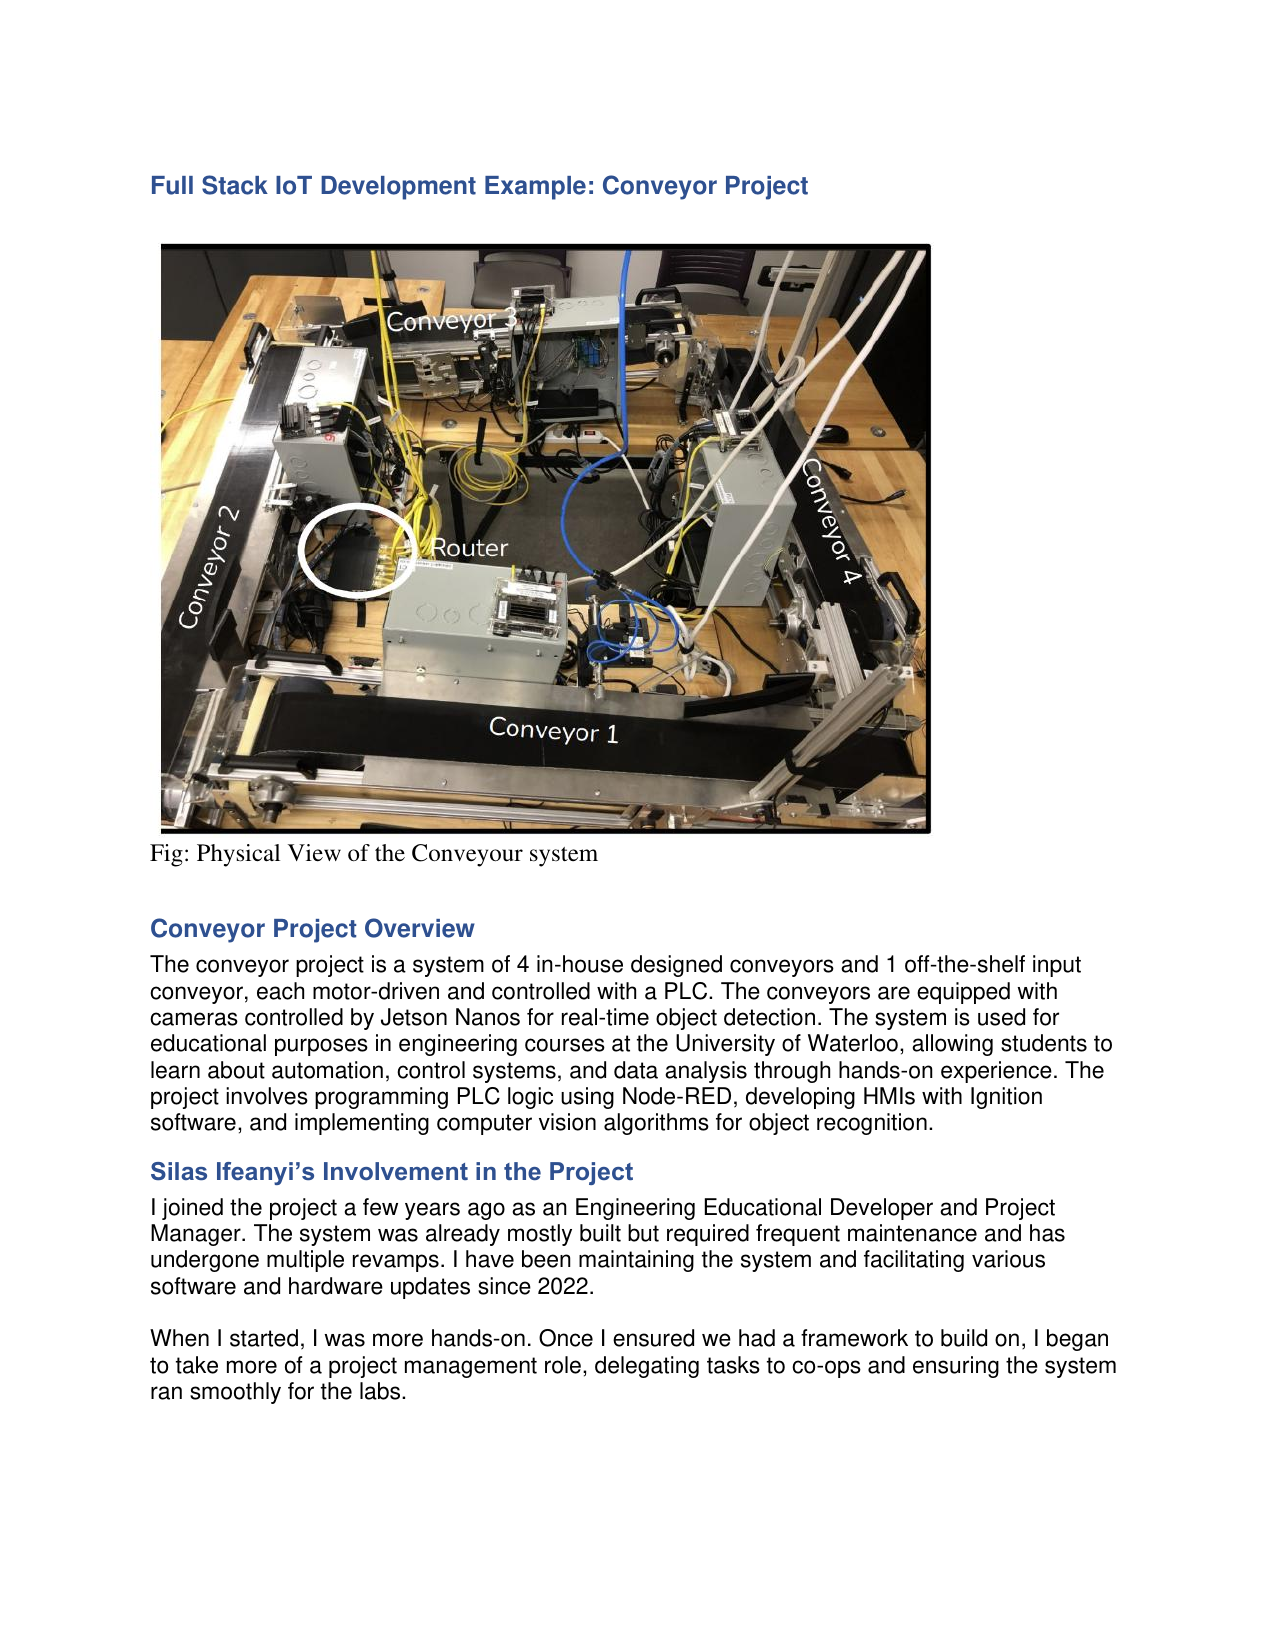 Full Stack IoT Development Example: Conveyor Project
Conveyor 3
Conveyor 2
Router
Conveyor 4
Conveyor 1
Fig: Physical View of the Conveyour system
Conveyor Project Overview
The conveyor project is a system of 4 in-house designed conveyors and 1 off-the-shelf input
conveyor, each motor-driven and controlled with a PLC. The conveyors are equipped with
cameras controlled by Jetson Nanos for real-time object detection. The system is used for
educational purposes in engineering courses at the University of Waterloo, allowing students to
learn about automation, control systems, and data analysis through hands-on experience. The
project involves programming PLC logic using Node-RED, developing HMIs with Ignition
software, and implementing computer vision algorithms for object recognition.
Silas Ifeanyi’s Involvement in the Project
I joined the project a few years ago as an Engineering Educational Developer and Project
Manager. The system was already mostly built but required frequent maintenance and has
undergone multiple revamps. I have been maintaining the system and facilitating various
software and hardware updates since 2022.
When I started, I was more hands-on. Once I ensured we had a framework to build on, I began
to take more of a project management role, delegating tasks to co-ops and ensuring the system
ran smoothly for the labs.